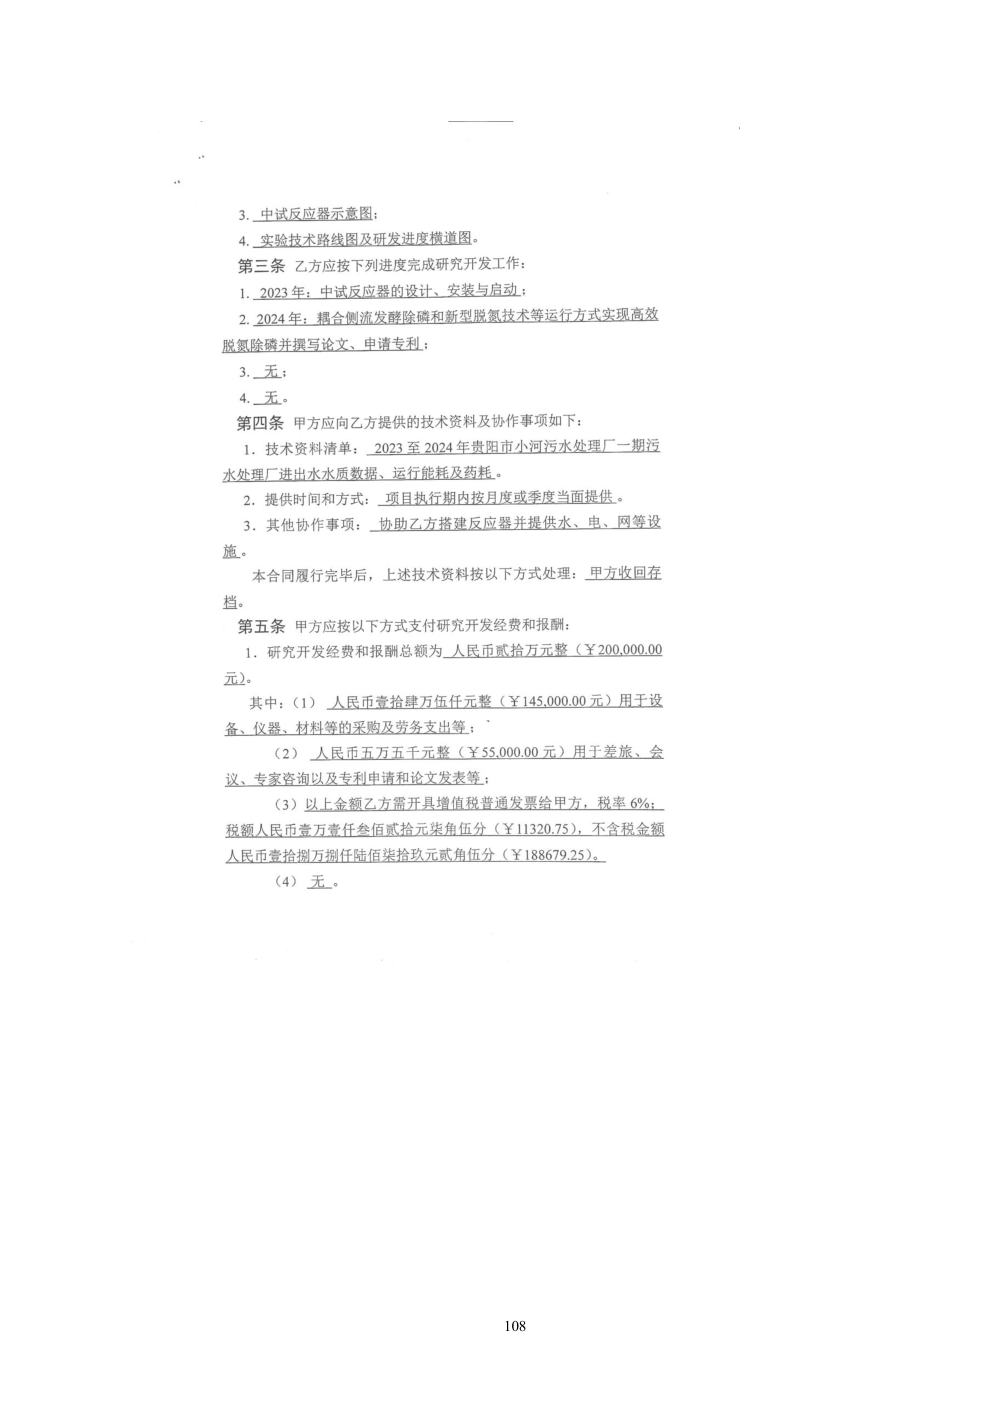 3. 中试反应器示意图;
4. 实验技术路线图及研发进度横道图。
第三条 乙方应按下列进度完成研究开发工作:
1. 2023年: 中试反应器的设计、安装与启动;
2. 2024年: 耦合侧流发酵除磷和新型脱氮技术等运行方式实现高效
脱氮除磷并撰写论文、申请专利;
3. 无;
4. 无。
第四条 甲方应向乙方提供的技术资料及协作事项如下:
1. 技术资料清单: 2023至2024年贵阳市小河污水处理厂一期污
水处理厂进出水水质数据、运行能耗及药耗。
2. 提供时间和方式: 项目执行期内按月度或季度当面提供。
3. 其他协作事项: 协助乙方搭建反应器并提供水、电、网等设
施。
本合同履行完毕后，上述技术资料按以下方式处理: 甲方收回存
档。
第五条 甲方应按以下方式支付研究开发经费和报酬:
1. 研究开发经费和报酬总额为 人民币贰拾万元整（￥200,000.00
元）。
其中:（1） 人民币壹拾肆万伍仟元整（￥145,000.00元）用于设
备、仪器、材料等的采购及劳务支出等;
（2） 人民币五万五千元整（￥55,000.00元）用于差旅、会
议、专家咨询以及专利申请和论文发表等;
（3）以上金额乙方需开具增值税普通发票给甲方，税率6%;
税额人民币壹万壹仟叁佰贰拾元柒角伍分（￥11320.75），不含税金额
人民币壹拾捌万捌仟陆佰柒拾玖元贰角伍分（￥188679.25）。
（4） 无。
108